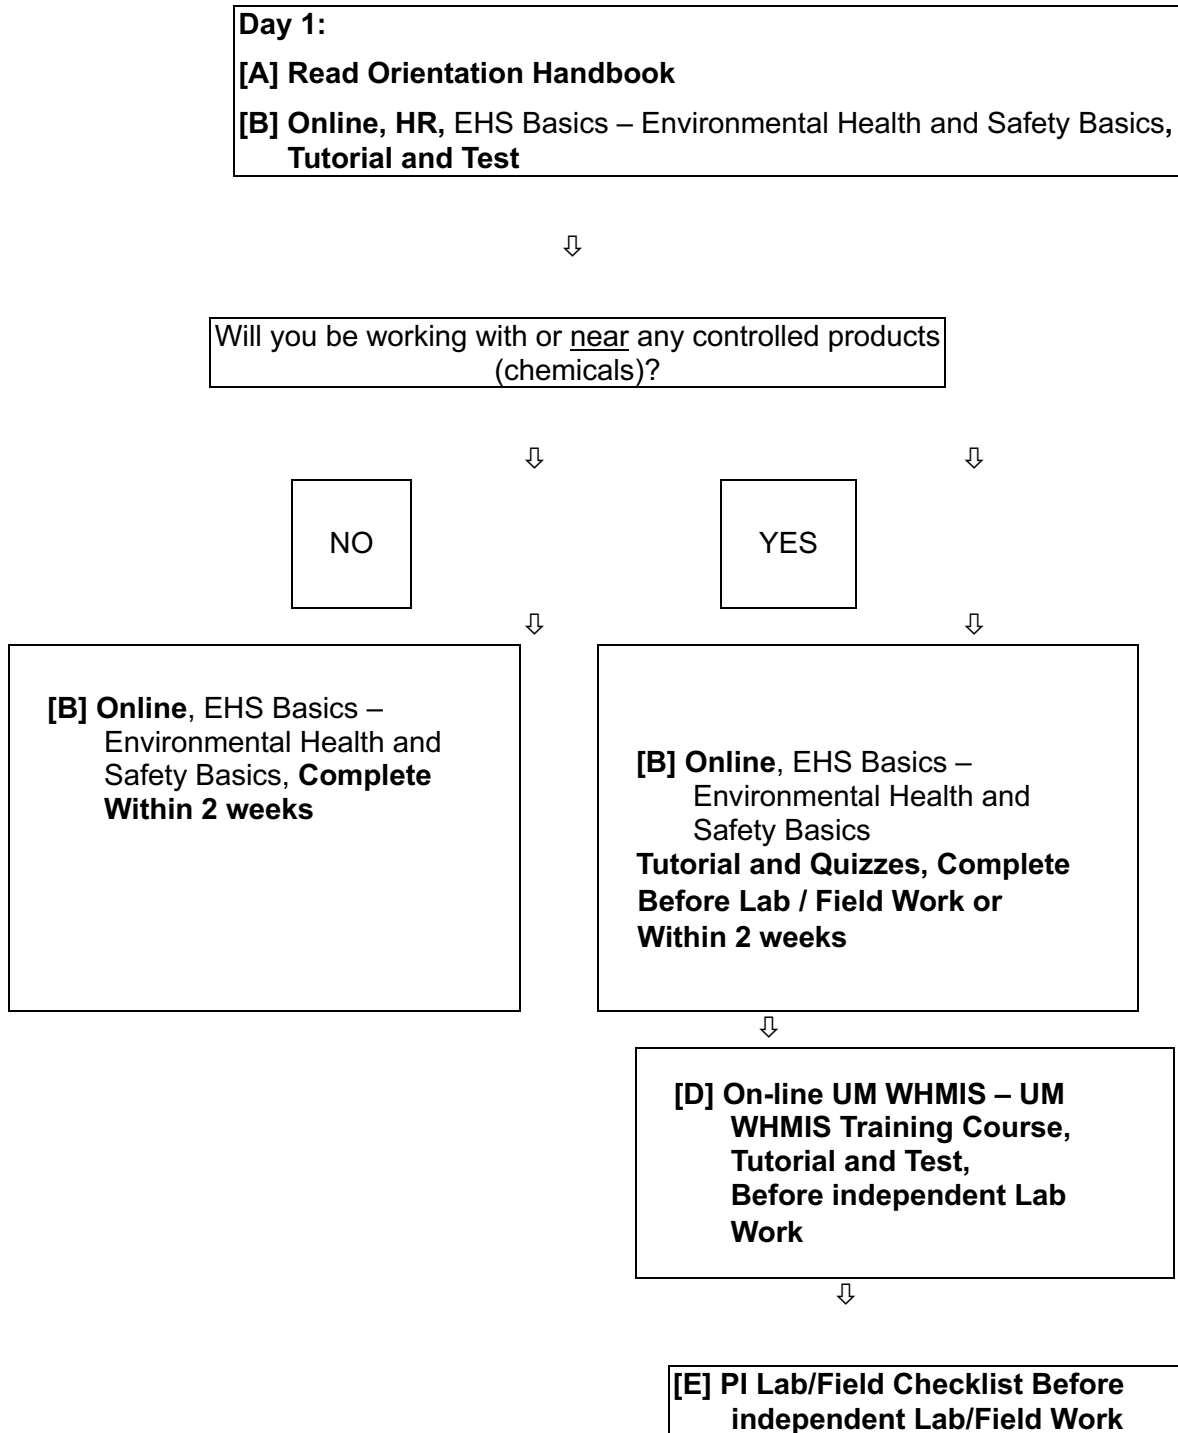 Day 1:
[A] Read Orientation Handbook
[B] Online, HR, EHS Basics – Environmental Health and Safety Basics,
Tutorial and Test
⇩
Will you be working with or near any controlled products
(chemicals)?
⇩ ⇩
NO
YES
⇩ ⇩
[B] Online, EHS Basics –
Environmental Health and
Safety Basics, Complete
Within 2 weeks
[B] Online, EHS Basics –
Environmental Health and
Safety Basics
Tutorial and Quizzes, Complete
Before Lab / Field Work or
Within 2 weeks
⇩
[D] On-line UM WHMIS – UM
WHMIS Training Course,
Tutorial and Test,
Before independent Lab
Work
⇩
[E] PI Lab/Field Checklist Before
independent Lab/Field Work